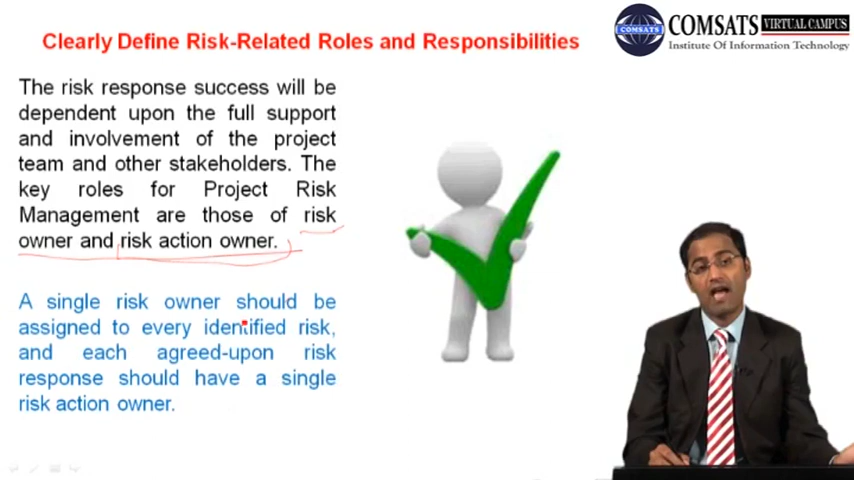 Clearly Define Risk-Related Roles and Responsibilities
COMSATS
COMSATS VIRTUAL CAMPUS
Institute Of Information Technology
The risk response success will be
dependent upon the full support
and involvement of the project
team and other stakeholders. The
key roles for Project Risk
Management are those of risk
owner and risk action owner.
A single risk owner should be
assigned to every identified risk,
and each agreed-upon risk
response should have a single
risk action owner.